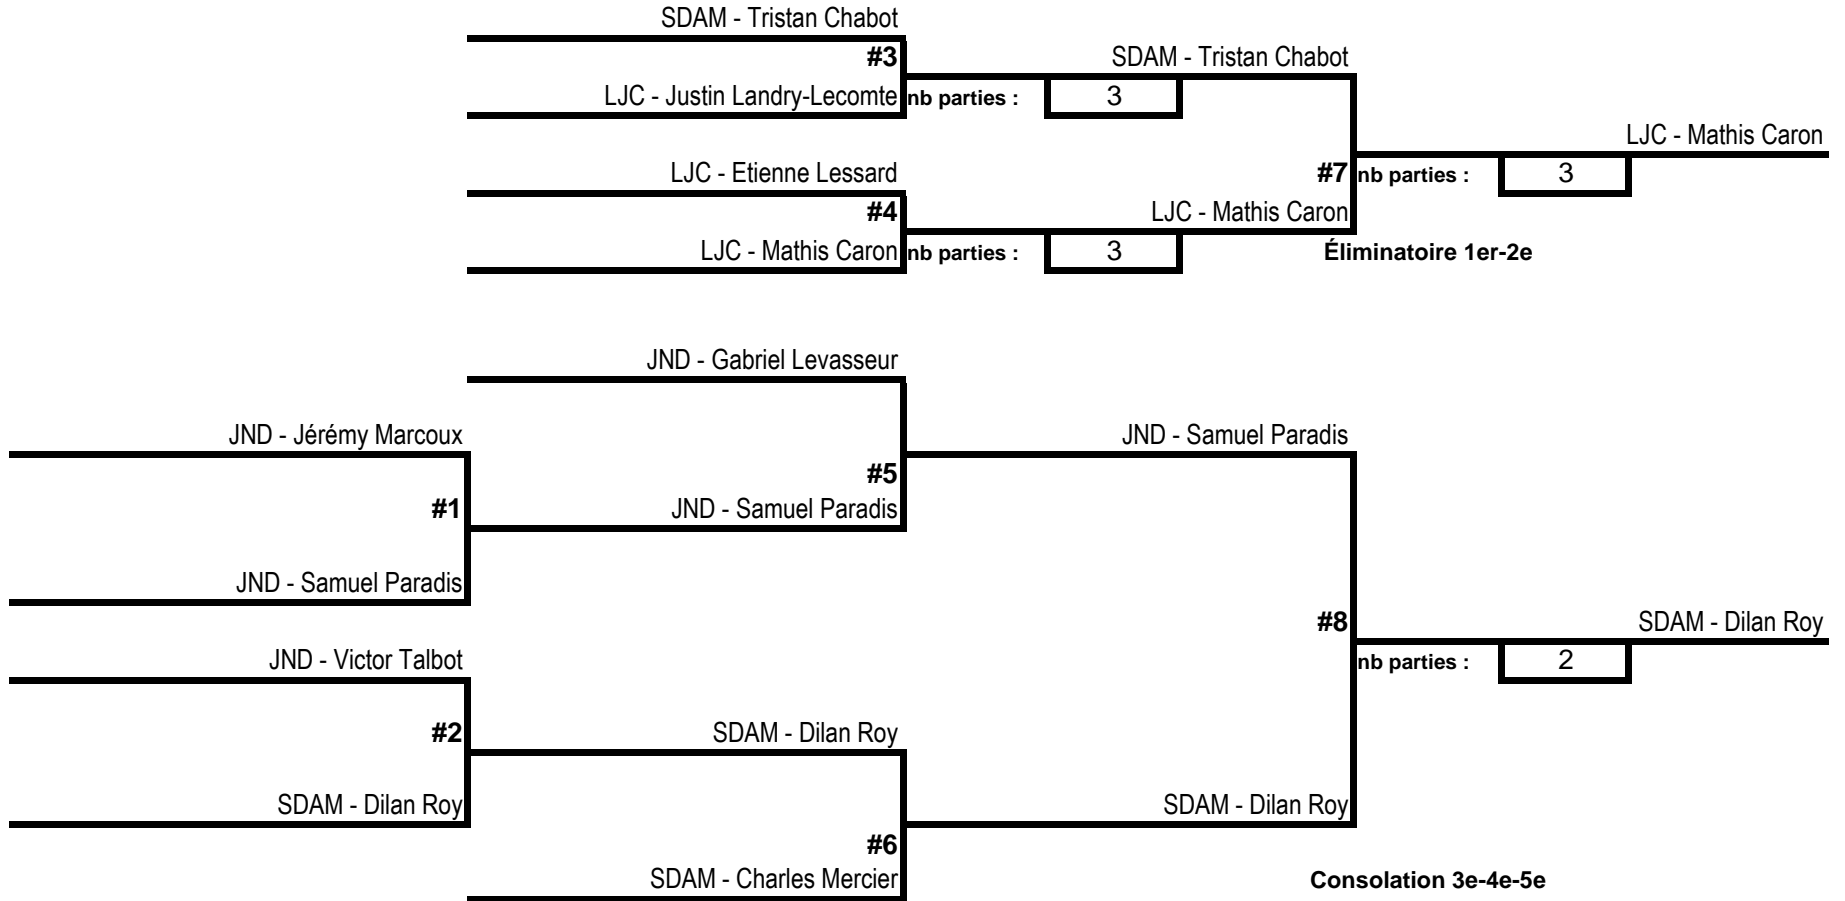 SDAM - Tristan Chabot
#3
SDAM - Tristan Chabot
LJC - Justin Landry-Lecomte
nb parties :
3
LJC - Mathis Caron
LJC - Etienne Lessard
#7
nb parties :
3
#4
LJC - Mathis Caron
LJC - Mathis Caron
nb parties :
3
Éliminatoire 1er-2e
JND - Gabriel Levasseur
JND - Jérémy Marcoux
JND - Samuel Paradis
#5
#1
JND - Samuel Paradis
JND - Samuel Paradis
#8
SDAM - Dilan Roy
JND - Victor Talbot
nb parties :
2
#2
SDAM - Dilan Roy
SDAM - Dilan Roy
SDAM - Dilan Roy
#6
SDAM - Charles Mercier
Consolation 3e-4e-5e